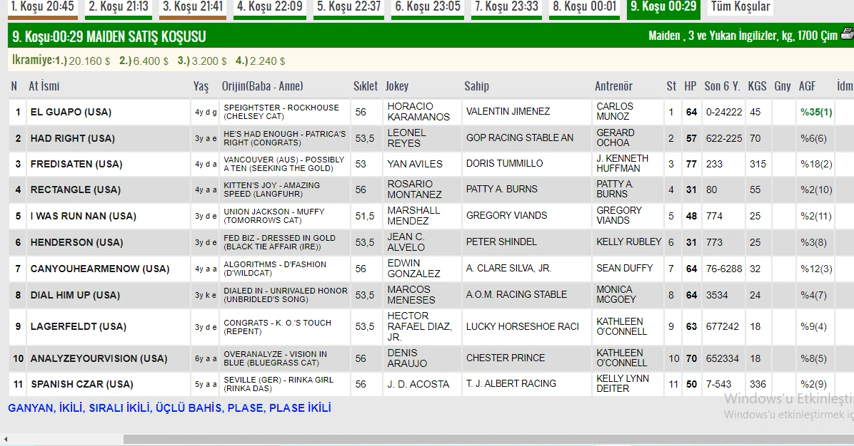 1. Koşu 20.45 2. Koşu 21:13 3. Koşu 21:41 4. Koşu 22:09 5. Koşu 22:37 6. Koşu 23:05 7. Koşu 23:33 8. Koşu 00:01 9. Koşu 00:29 Tüm Koşular
9. Koşu:00:29 MAIDEN SATIŞ KOŞUSU Maiden , 3 ve Yukarı İngilizler, kg, 1700 Çim
İkramiye: 1.) 20.160 $ 2.) 6.400 $ 3.) 3.200 $ 4.) 2.240 $
N At İsmi Yaş Orijin(Baba - Anne) Sıklet Jokey Sahip Antrenör St HP Son 6 Y. KGS Gny AGF İdm
1 EL GUAPO (USA) 4y d g SPEIGHTSTER - ROCKHOUSE (CHELSEY CAT) 56 HORACIO KARAMANOS VALENTIN JIMENEZ CARLOS MUNOZ 1 64 0-24222 45 %35(1)
2 HAD RIGHT (USA) 3y a e HE'S HAD ENOUGH - PATRICA'S RIGHT (CONGRATS) 53,5 LEONEL REYES GOP RACING STABLE AN GERARD OCHOA 2 57 622-225 70 %6(6)
3 FREDISATEN (USA) 4y d a VANCOUVER (AUS) - POSSIBLY A TEN (SEEKING THE GOLD) 53 YAN AVILES DORIS TUMMILLO J. KENNETH HUFFMAN 3 77 233 315 %18(2)
4 RECTANGLE (USA) 4y a a KITTEN'S JOY - AMAZING SPEED (LANGFUHR) 56 ROSARIO MONTANEZ PATTY A. BURNS PATTY A. BURNS 4 31 80 55 %2(10)
5 I WAS RUN NAN (USA) 3y d e UNION JACKSON - MUFFY (TOMORROWS CAT) 51,5 MARSHALL MENDEZ GREGORY VIANDS GREGORY VIANDS 5 48 774 25 %2(11)
6 HENDERSON (USA) 3y d e FED BIZ - DRESSED IN GOLD (BLACK TIE AFFAIR (IRE)) 53,5 JEAN C. ALVELO PETER SHINDEL KELLY RUBLEY 6 31 773 25 %3(8)
7 CANYOUHEARMENOW (USA) 4y a a ALGORITHMS - D'FASHION (D'WILDCAT) 56 EDWIN GONZALEZ A. CLARE SILVA, JR. SEAN DUFFY 7 64 76-6288 32 %12(3)
8 DIAL HIM UP (USA) 3y k e DIALED IN - UNRIVALED HONOR (UNBRIDLED'S SONG) 53,5 MARCOS MENESES A.O.M. RACING STABLE MONICA MCGOEY 8 64 3534 24 %4(7)
9 LAGERFELDT (USA) 3y d e CONGRATS - K. O.'S TOUCH (REPENT) 53,5 HECTOR RAFAEL DIAZ, JR. LUCKY HORSESHOE RACI KATHLEEN O'CONNELL 9 63 677242 18 %9(4)
10 ANALYZEYOURVISION (USA) 6y a a OVERANALYZE - VISION IN BLUE (BLUEGRASS CAT) 56 DENIS ARAUJO CHESTER PRINCE KATHLEEN O'CONNELL 10 70 652334 18 %8(5)
11 SPANISH CZAR (USA) 5y a a SEVILLE (GER) - RINKA GIRL (RINKA DAS) 56 J. D. ACOSTA T. J. ALBERT RACING KELLY LYNN DEITER 11 50 7-543 336 %2(9)
GANYAN, İKİLİ, SIRALI İKİLİ, ÜÇLÜ BAHİS, PLASE, PLASE İKİLİ
Windows'u Etkinleşti
Windows'u etkinleştirmek iç